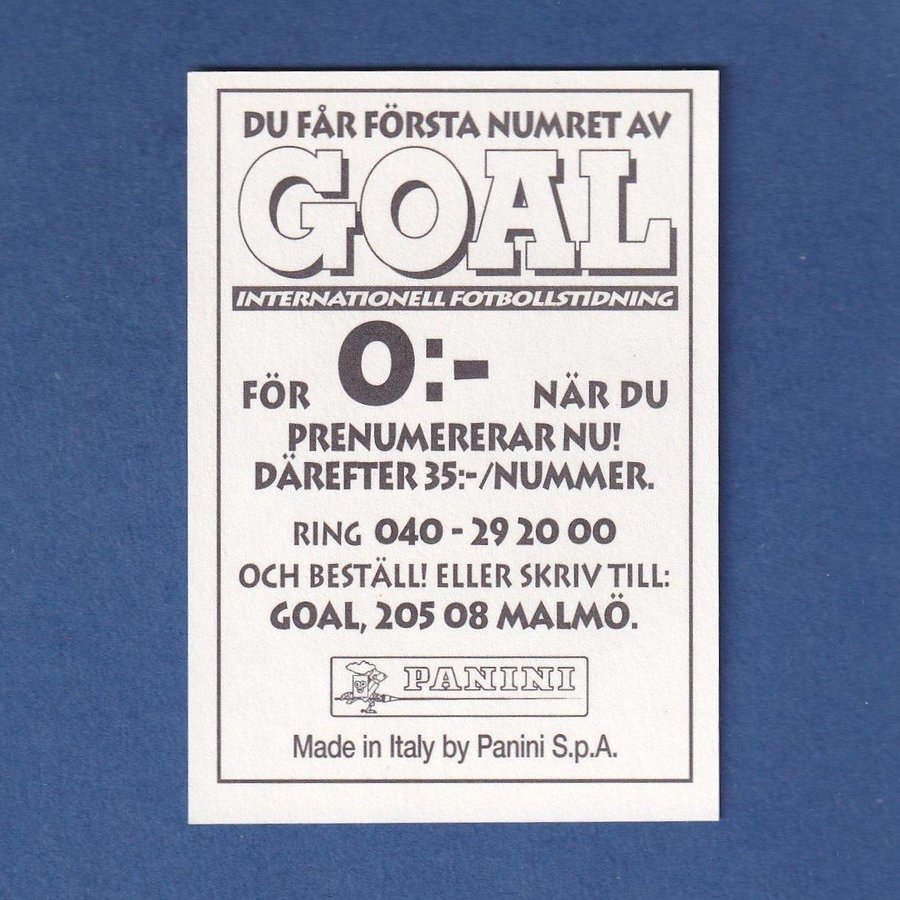 DU FÅR FÖRSTA NUMRET AV
GOAL
INTERNATIONELL FOTBOLLSTIDNING
FÖR 0:- NÄR DU
PRENUMERERAR NU!
DÄREFTER 35:-/NUMMER.
RING 040 - 29 20 00
OCH BESTÄLL! ELLER SKRIV TILL:
GOAL, 205 08 MALMÖ.
PANINI
Made in Italy by Panini S.p.A.